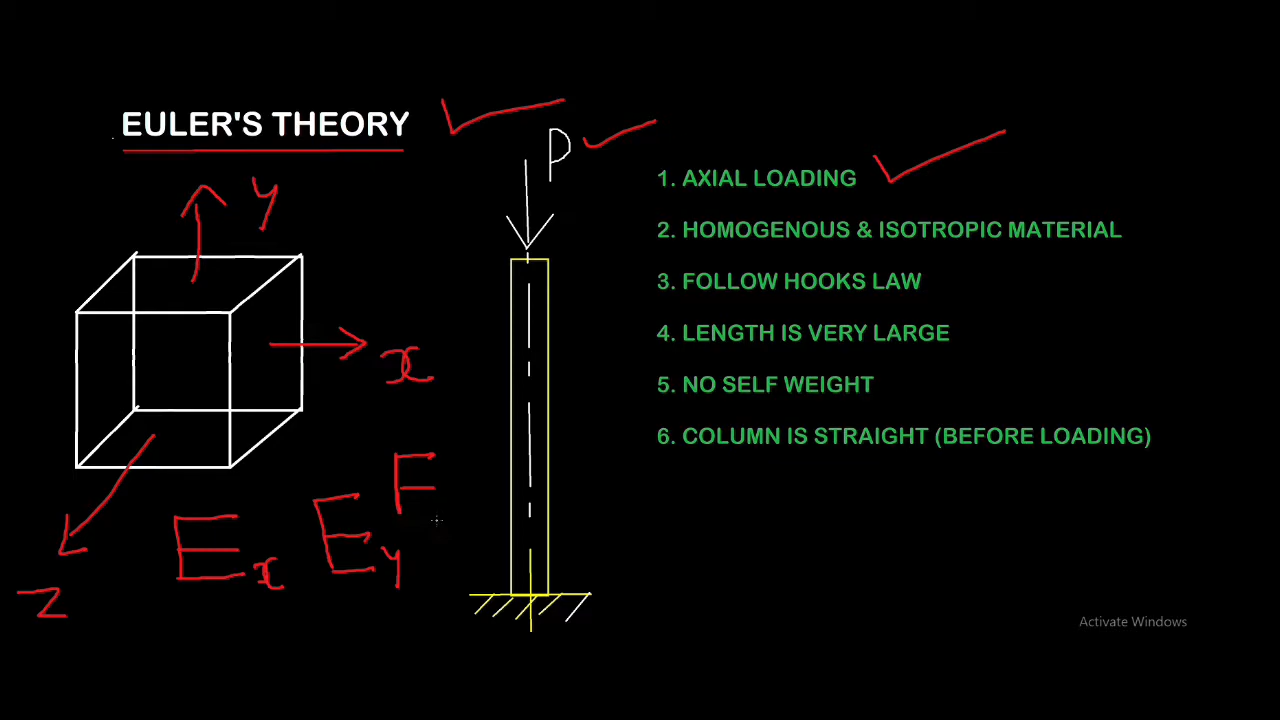 EULER'S THEORY
P
y
x
z
Ex Ey F
1. AXIAL LOADING
2. HOMOGENOUS & ISOTROPIC MATERIAL
3. FOLLOW HOOKS LAW
4. LENGTH IS VERY LARGE
5. NO SELF WEIGHT
6. COLUMN IS STRAIGHT (BEFORE LOADING)
Activate Windows